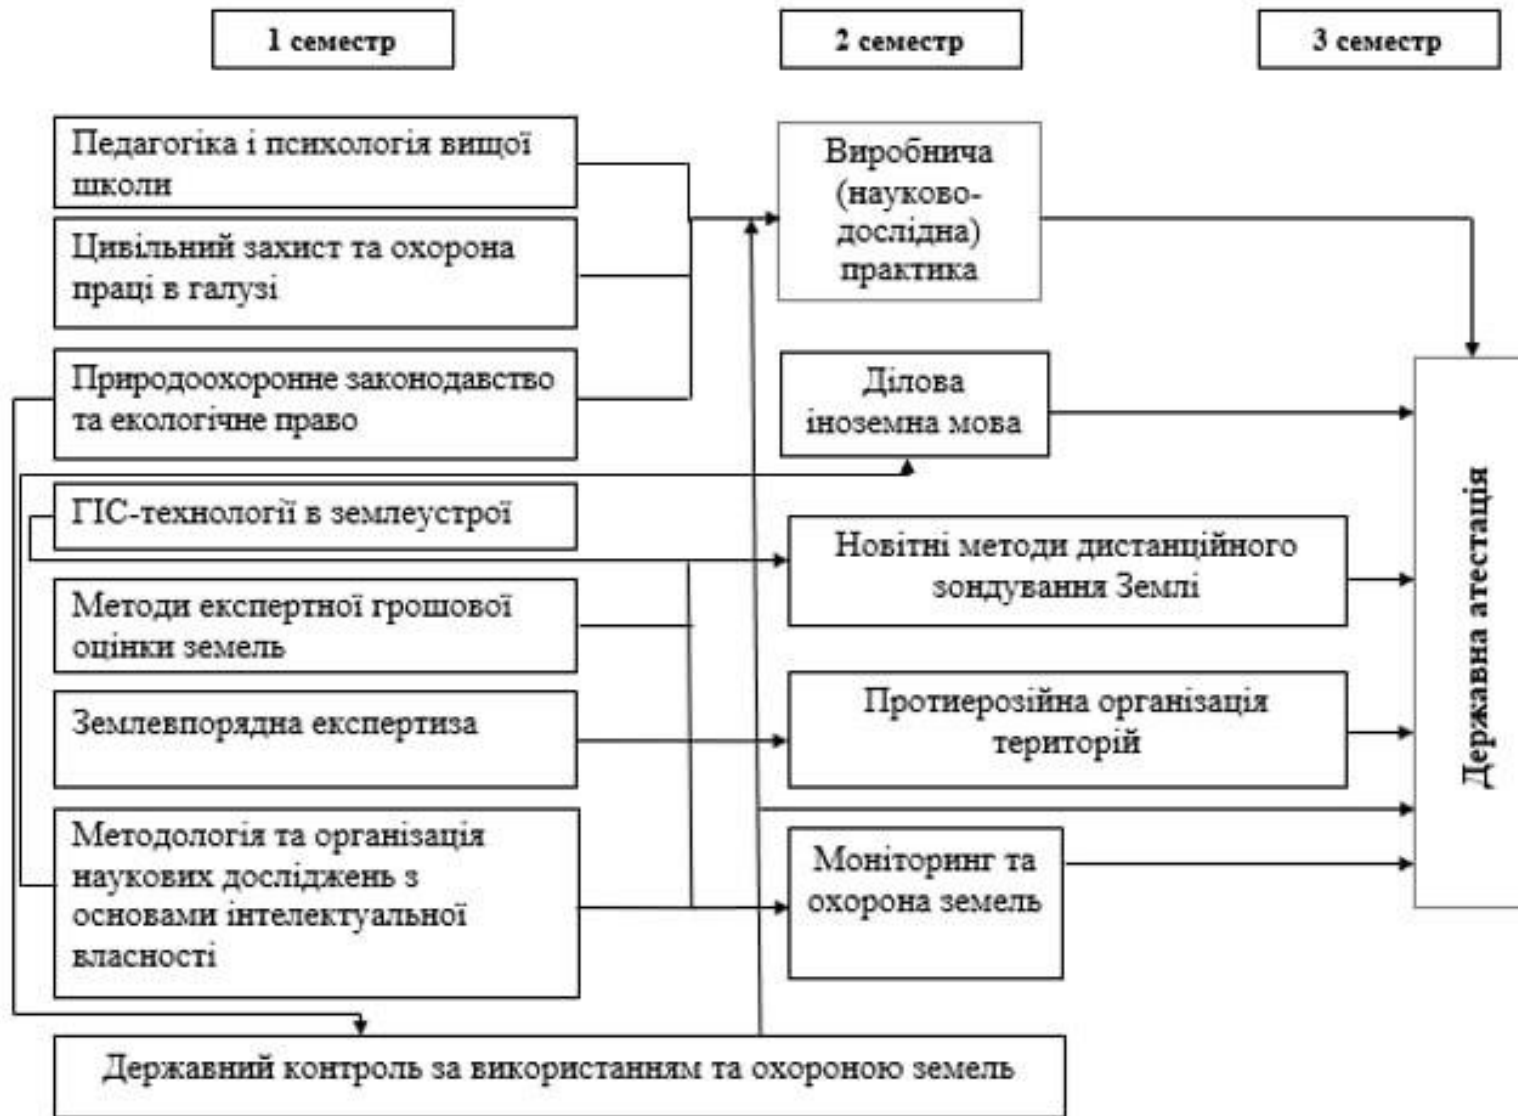 1 семестр
2 семестр
3 семестр
Педагогіка і психологія вищої
школи
Цивільний захист та охорона
праці в галузі
Природоохоронне законодавство
та екологічне право
ГІС-технології в землеустрої
Методи експертної грошової
оцінки земель
Землевпорядна експертиза
Методологія та організація
наукових досліджень з
основами інтелектуальної
власності
Виробнича
(науково-
дослідна)
практика
Ділова
іноземна мова
Новітні методи дистанційного
зондування Землі
Протиерозійна організація
територій
Моніторинг та
охорона земель
Державна атестація
Державний контроль за використанням та охороною земель